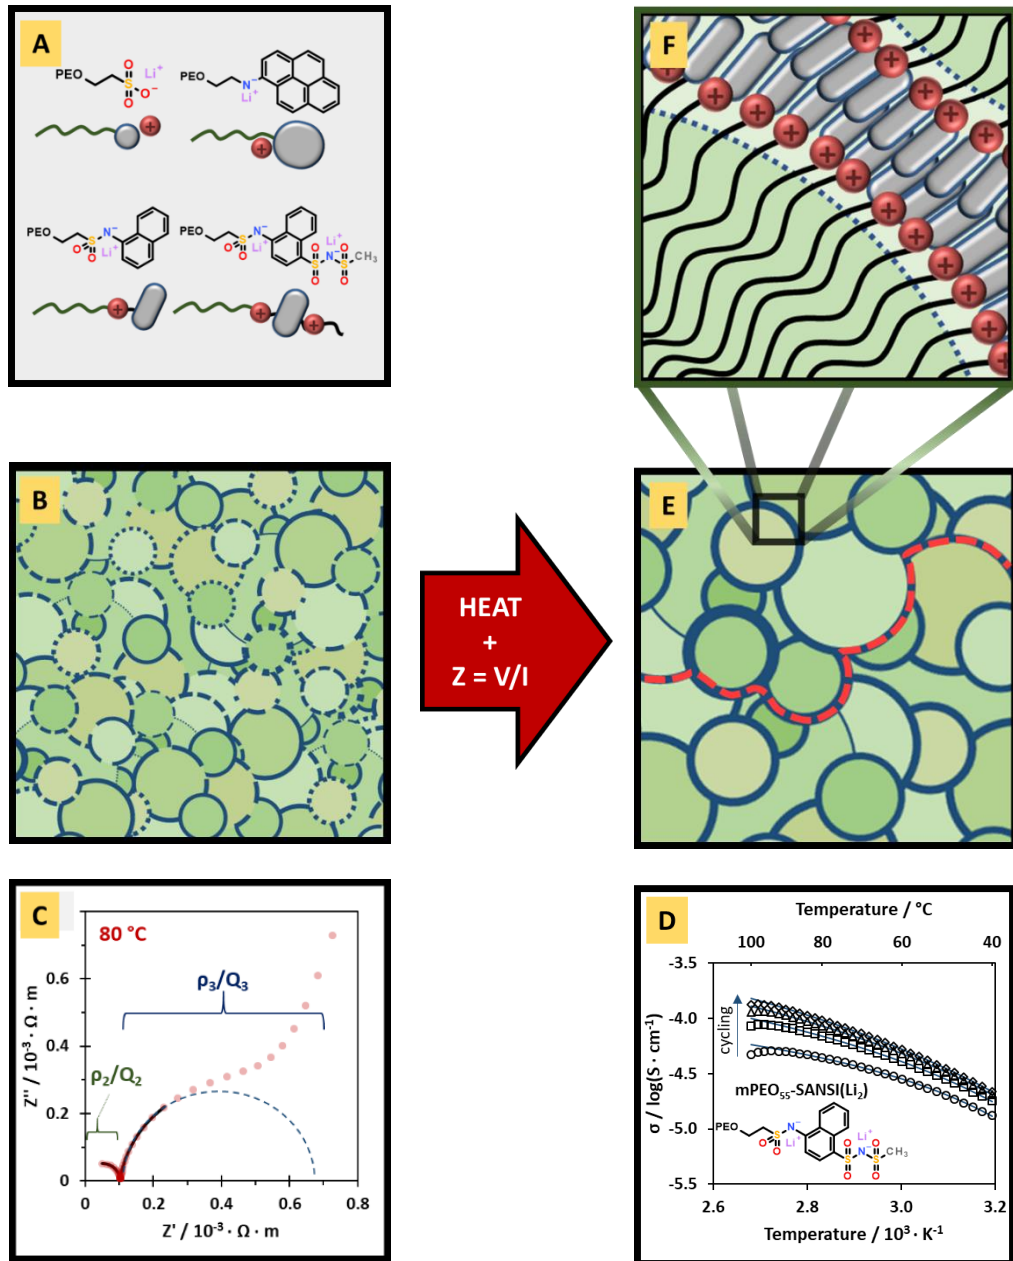 A
PEO
Li⁺
O
S
O⁻
O
PEO
N⁻
Li⁺
PEO
S
N⁻
O
O
Li⁺
PEO
S
N⁻
O
O
Li⁺
Li⁺
O
O
S
N⁻
S
CH₃
O
O
+
+
+
+
+
F
+
+
+
+
+
+
+
+
+
+
+
+
+
+
B
HEAT
+
Z = V/I
E
C
80 °C
ρ₃/Q₃
ρ₂/Q₂
0.6
0.4
0.2
0
0
0.2
0.4
0.6
0.8
Z'' / 10⁻³ · Ω · m
Z' / 10⁻³ · Ω · m
D
Temperature / °C
100
80
60
40
-3.5
-4.0
-4.5
-5.0
-5.5
σ / log(S · cm⁻¹)
cycling
mPEO₅₅-SANSI(Li₂)
PEO
S
N⁻
O
O
Li⁺
Li⁺
O
O
S
N⁻
S
CH₃
O
O
2.6
2.8
3.0
3.2
Temperature / 10³ · K⁻¹